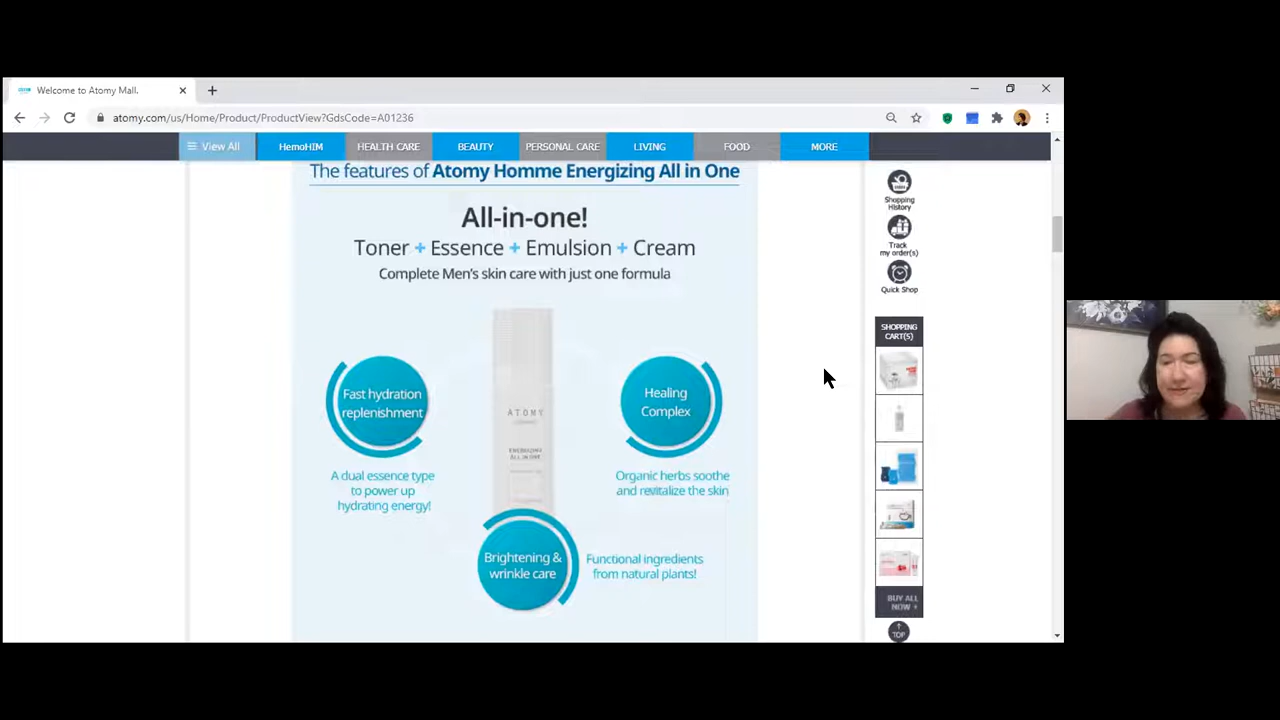 Welcome to Atomy Mall.
atomy.com/us/Home/Product/ProductView?GdsCode=A01236
View All
HemoHIM
HEALTH CARE
BEAUTY
PERSONAL CARE
LIVING
FOOD
MORE
The features of Atomy Homme Energizing All in One
All-in-one!
Toner + Essence + Emulsion + Cream
Complete Men's skin care with just one formula
Fast hydration
replenishment
A dual essence type
to power up
hydrating energy!
ATOMY
ENERGIZING
ALL IN ONE
Healing
Complex
Organic herbs soothe
and revitalize the skin
Brightening &
wrinkle care
Functional ingredients
from natural plants!
Shopping
History
Track
my order(s)
Quick Shop
SHOPPING
CART(S)
BUY ALL
NOW +
TOP